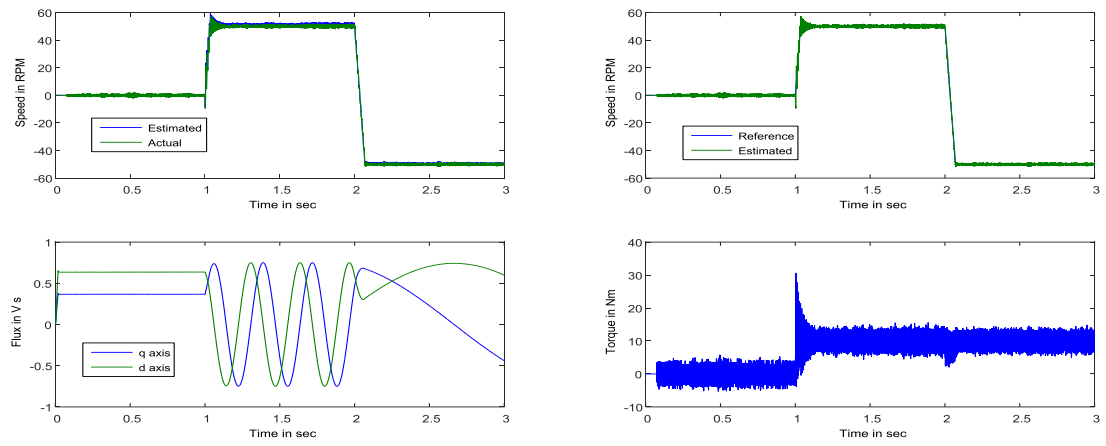 60
40
20
0
-20
-40
-60
Speed in RPM
Estimated
Actual
0 0.5 1 1.5 2 2.5 3
Time in sec
60
40
20
0
-20
-40
-60
Speed in RPM
Reference
Estimated
0 0.5 1 1.5 2 2.5 3
Time in sec
1
0.5
0
-0.5
-1
Flux in V s
q axis
d axis
0 0.5 1 1.5 2 2.5 3
Time in sec
40
30
20
10
0
-10
Torque in Nm
0 0.5 1 1.5 2 2.5 3
Time in sec